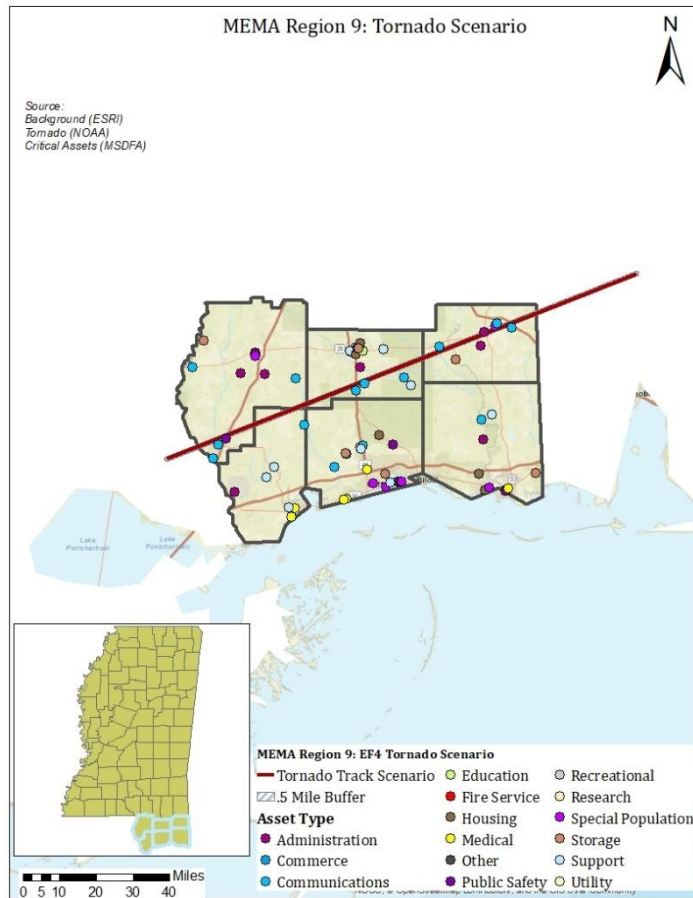 MEMA Region 9: Tornado Scenario
N
Source:
Background (ESRI)
Tornado (NOAA)
Critical Assets (MSDFA)
26
Lake
Pontchartrain
Lake
Pontchartrain
MEMA Region 9: EF4 Tornado Scenario
Tornado Track Scenario
.5 Mile Buffer
Asset Type
Administration
Commerce
Communications
Education
Fire Service
Housing
Medical
Other
Public Safety
Recreational
Research
Special Population
Storage
Support
Utility
Miles
0 5 10 20 30 40